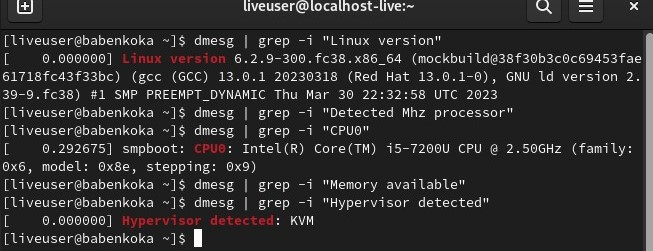 liveuser@localhost-live:~
[liveuser@babenkoka ~]$ dmesg | grep -i "Linux version"
[    0.000000] Linux version 6.2.9-300.fc38.x86_64 (mockbuild@38f30b3c0c69453fae
61718fc43f33bc) (gcc (GCC) 13.0.1 20230318 (Red Hat 13.0.1-0), GNU ld version 2.
39-9.fc38) #1 SMP PREEMPT_DYNAMIC Thu Mar 30 22:32:58 UTC 2023
[liveuser@babenkoka ~]$ dmesg | grep -i "Detected Mhz processor"
[liveuser@babenkoka ~]$ dmesg | grep -i "CPU0"
[    0.292675] smpboot: CPU0: Intel(R) Core(TM) i5-7200U CPU @ 2.50GHz (family:
0x6, model: 0x8e, stepping: 0x9)
[liveuser@babenkoka ~]$ dmesg | grep -i "Memory available"
[liveuser@babenkoka ~]$ dmesg | grep -i "Hypervisor detected"
[    0.000000] Hypervisor detected: KVM
[liveuser@babenkoka ~]$